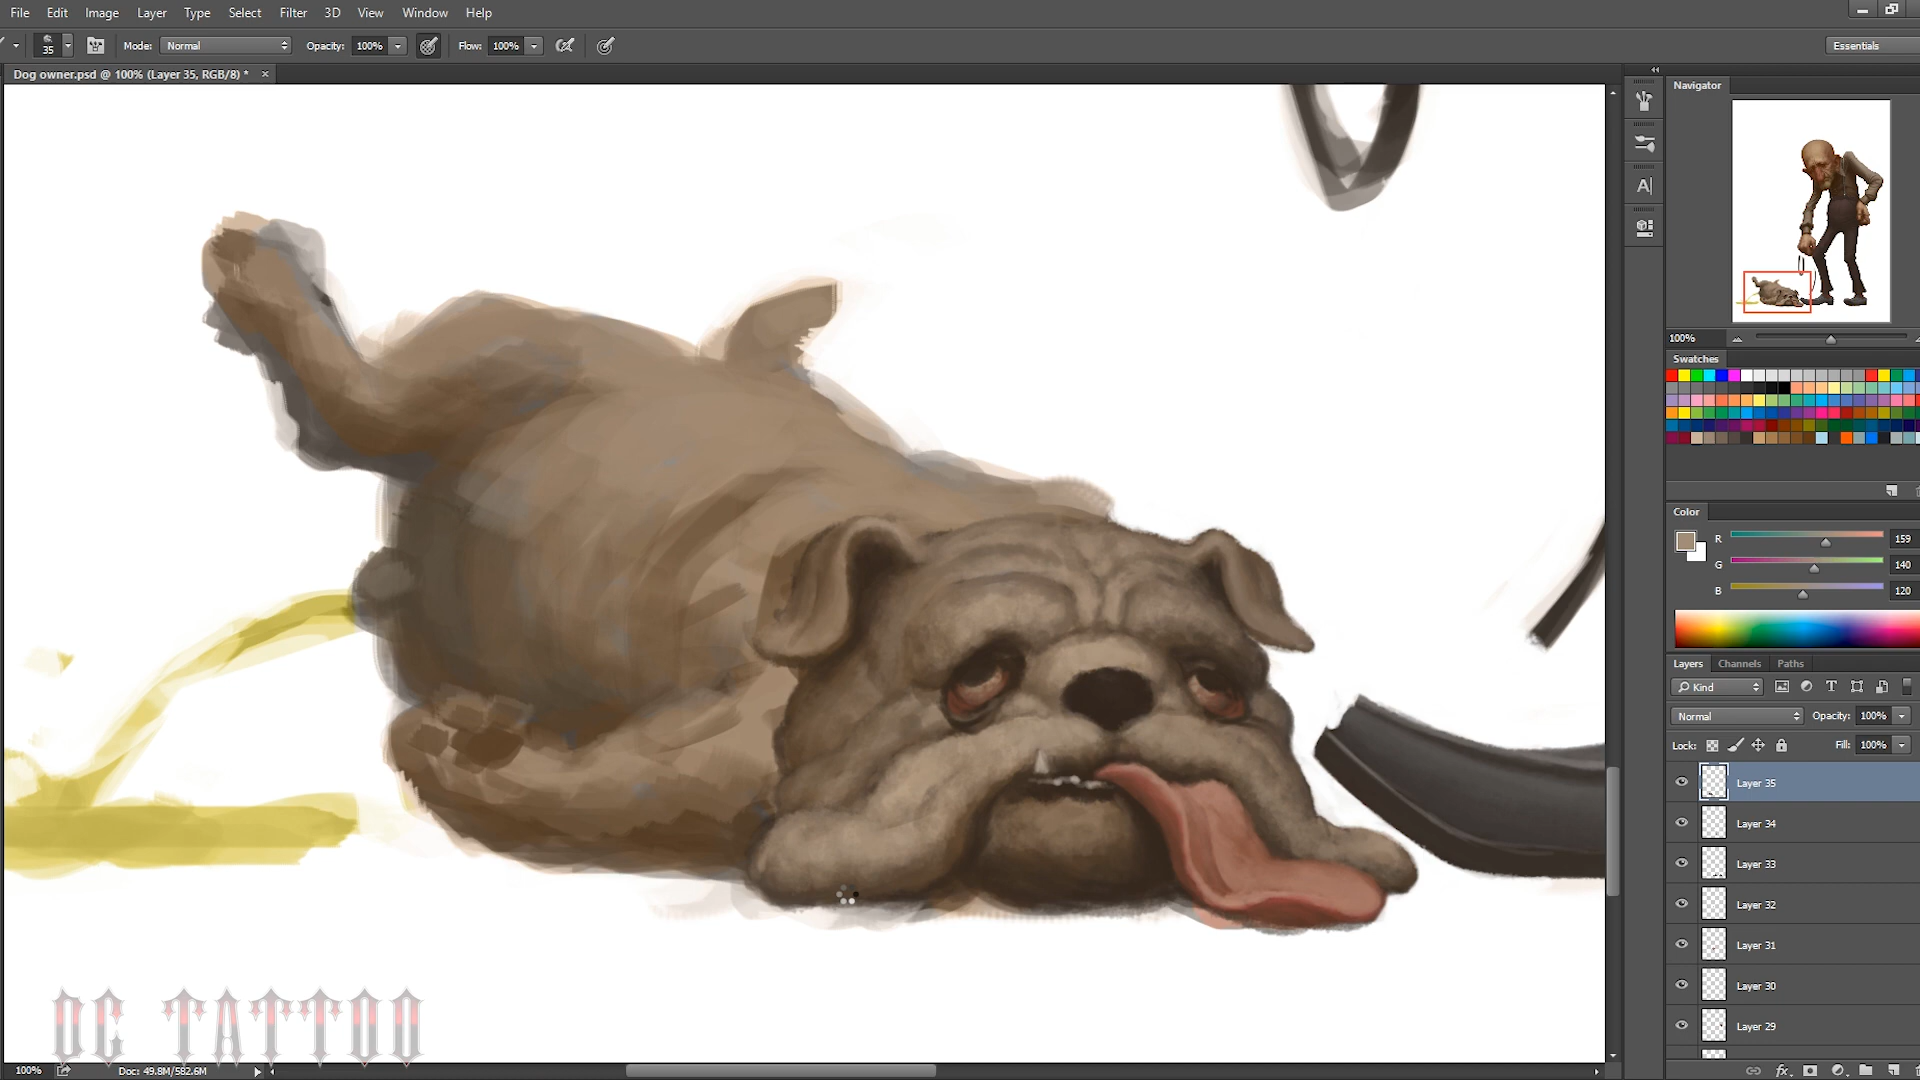 File Edit Image Layer Type Select Filter 3D View Window Help
35 Mode: Normal Opacity: 100% Flow: 100% Essentials
Dog owner.psd @ 100% (Layer 35, RGB/8) * ×
Navigator
100%
Swatches
Color
R 159
G 140
B 120
Layers Channels Paths
Kind
Normal Opacity: 100%
Lock: Fill: 100%
Layer 35
Layer 34
Layer 33
Layer 32
Layer 31
Layer 30
Layer 29
DC TATTOO
100% Doc: 49.8M/582.6M